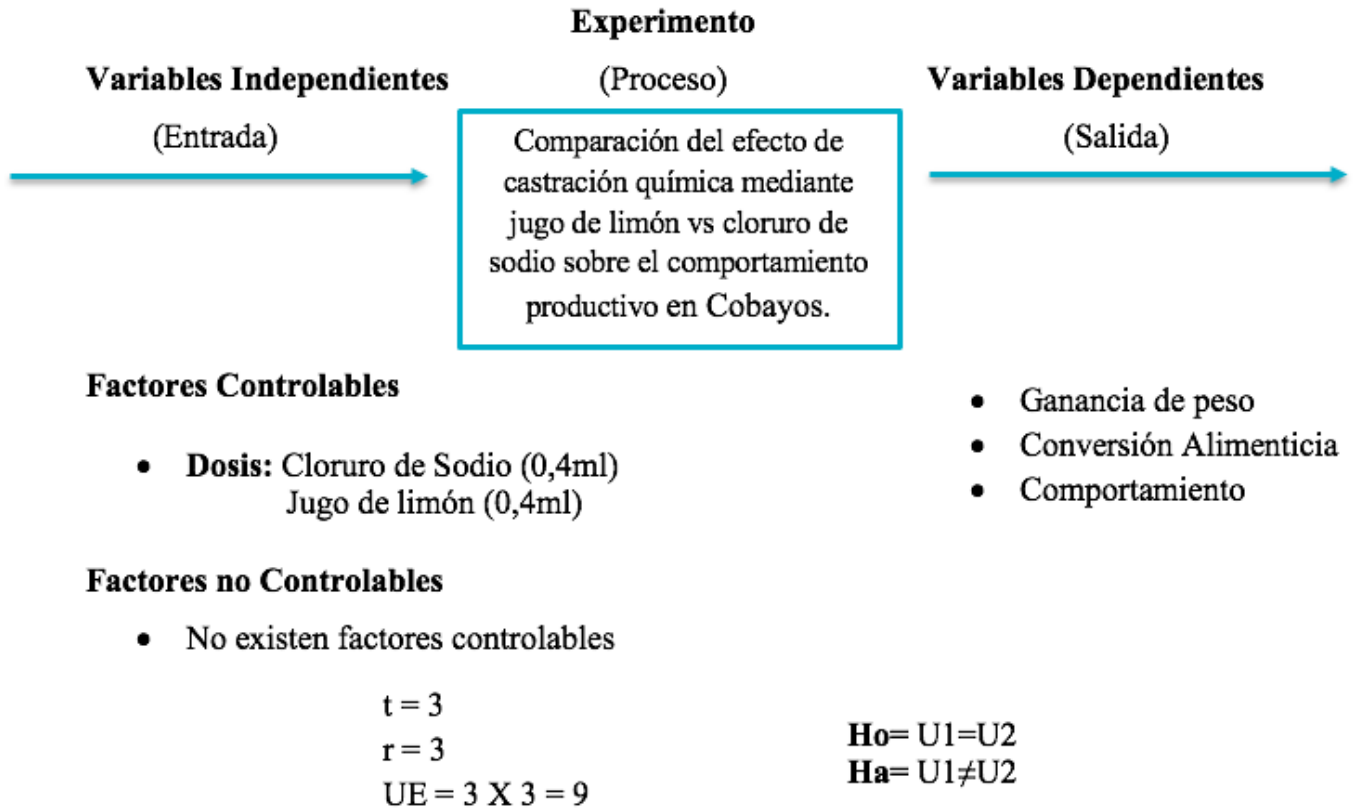 Experimento
Variables Independientes
(Proceso)
Variables Dependientes
(Entrada)
(Salida)
Comparación del efecto de
castración química mediante
jugo de limón vs cloruro de
sodio sobre el comportamiento
productivo en Cobayos.
Factores Controlables
• Dosis: Cloruro de Sodio (0,4ml)
Jugo de limón (0,4ml)
• Ganancia de peso
• Conversión Alimenticia
• Comportamiento
Factores no Controlables
• No existen factores controlables
t = 3
r = 3
UE = 3 X 3 = 9
Ho= U1=U2
Ha= U1≠U2